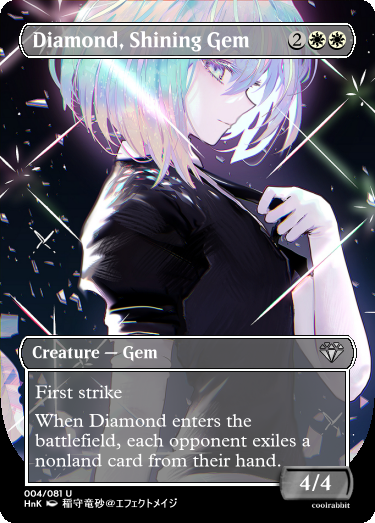 Diamond, Shining Gem 2
Creature — Gem
First strike
When Diamond enters the
battlefield, each opponent exiles a
nonland card from their hand.
4/4
004/081 U
HnK 稲守竜砂@エフェクトメイジ
coolrabbit